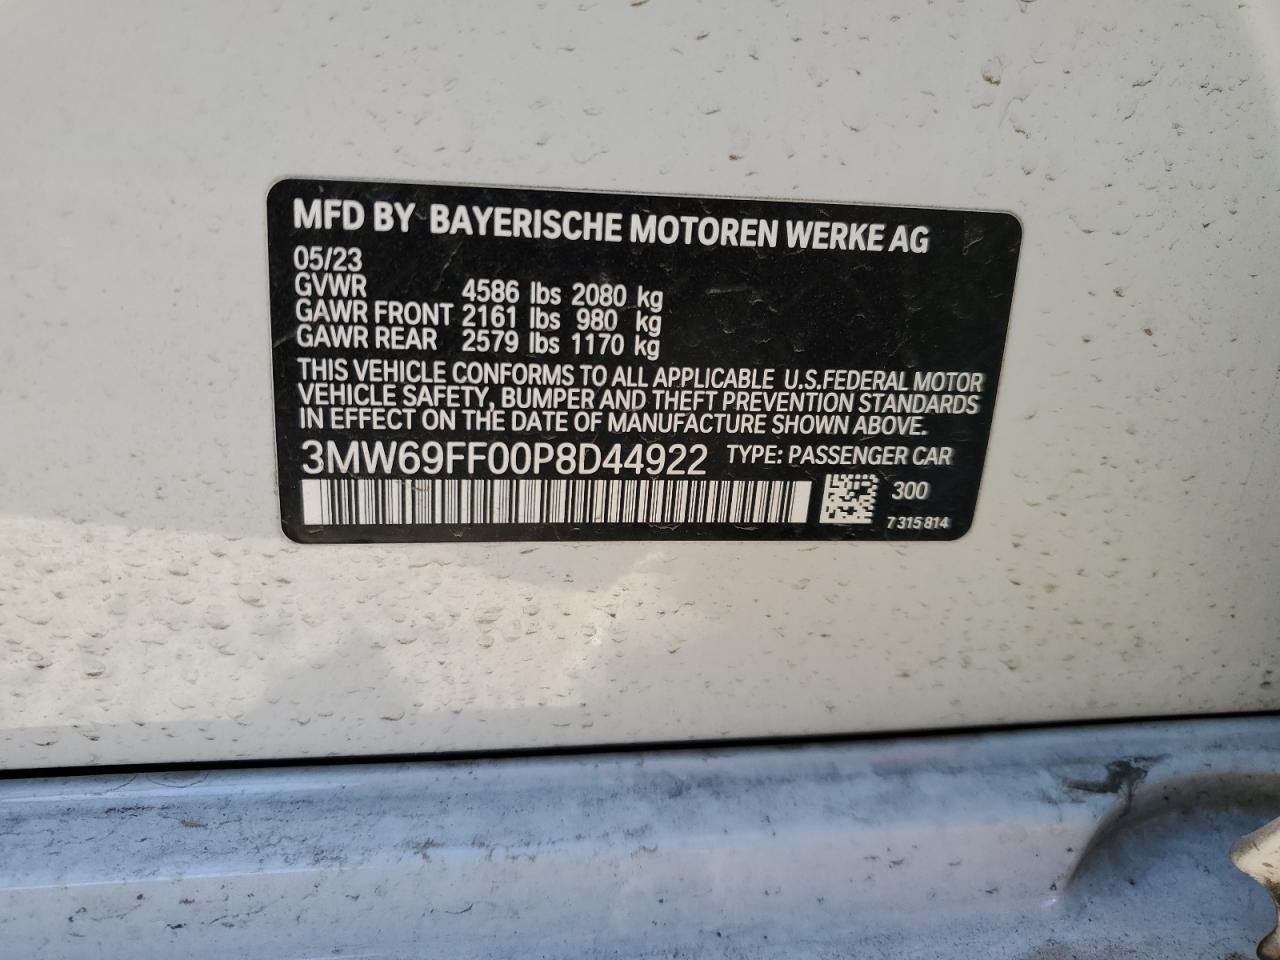 MFD BY BAYERISCHE MOTOREN WERKE AG
05/23
GVWR 4586 lbs 2080 kg
GAWR FRONT 2161 lbs 980 kg
GAWR REAR 2579 lbs 1170 kg
THIS VEHICLE CONFORMS TO ALL APPLICABLE U.S.FEDERAL MOTOR
VEHICLE SAFETY, BUMPER AND THEFT PREVENTION STANDARDS
IN EFFECT ON THE DATE OF MANUFACTURE SHOWN ABOVE.
3MW69FF00P8D44922 TYPE: PASSENGER CAR
300
7 315 814